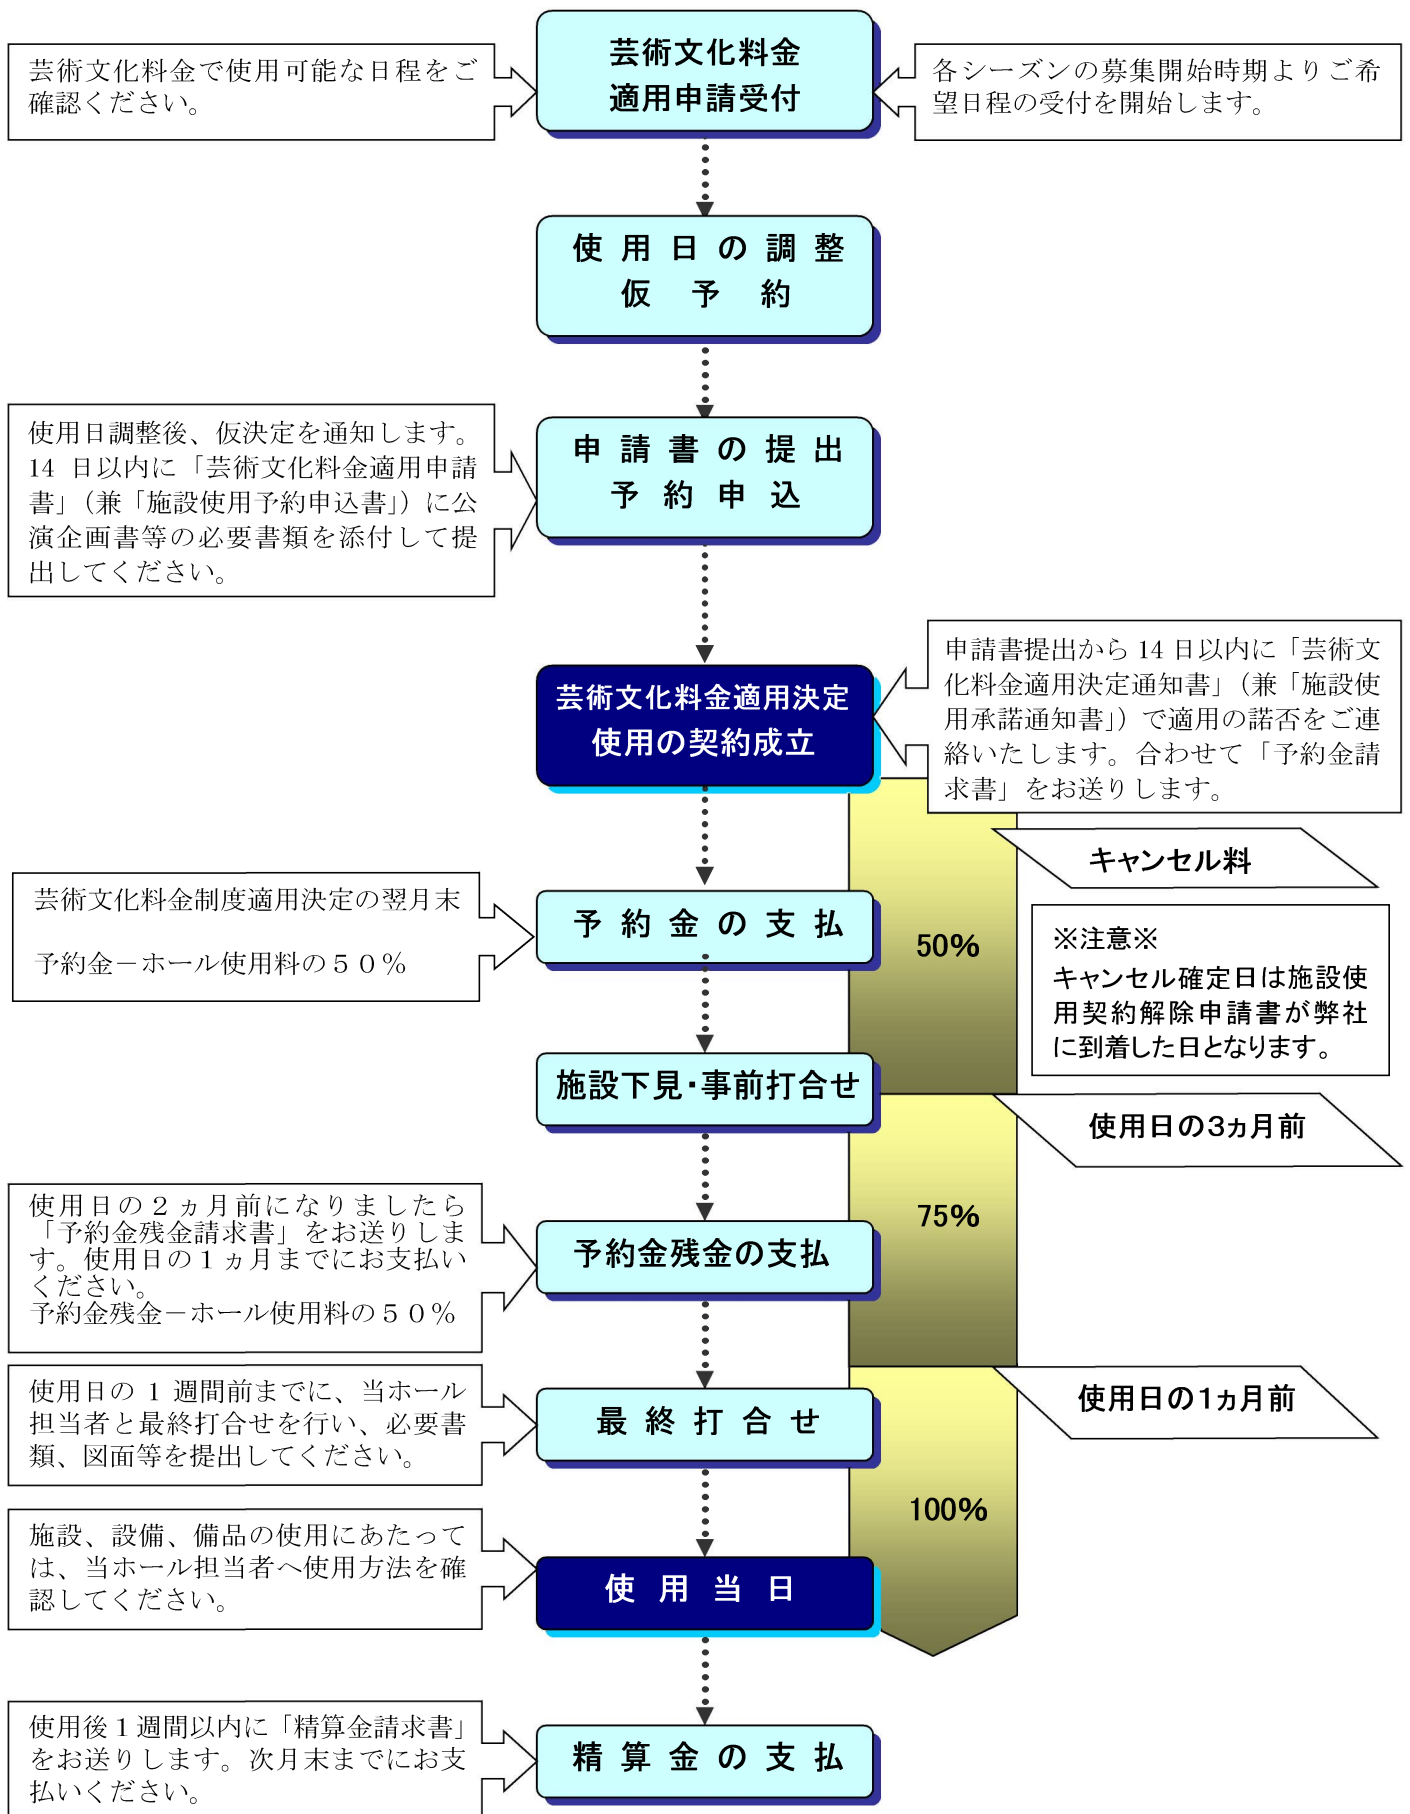 芸術文化料金
適用申請受付
芸術文化料金で使用可能な日程をご
確認ください。
各シーズンの募集開始時期よりご希
望日程の受付を開始します。
使用日の調整
仮予約
使用日調整後、仮決定を通知します。
14 日以内に「芸術文化料金適用申請
書」（兼「施設使用予約申込書」）に公
演企画書等の必要書類を添付して提
出してください。
申請書の提出
予約申込
芸術文化料金適用決定
使用の契約成立
申請書提出から 14 日以内に「芸術文
化料金適用決定通知書」（兼「施設使
用承諾通知書」）で適用の諾否をご連
絡いたします。合わせて「予約金請
求書」をお送りします。
キャンセル料
芸術文化料金制度適用決定の翌月末
予約金－ホール使用料の５０％
予約金の支払
50%
※注意※
キャンセル確定日は施設使
用契約解除申請書が弊社
に到着した日となります。
施設下見・事前打合せ
使用日の3ヵ月前
使用日の２ヵ月前になりましたら
「予約金残金請求書」をお送りしま
す。使用日の１ヵ月までにお支払い
ください。
予約金残金－ホール使用料の５０％
予約金残金の支払
75%
使用日の1ヵ月前
使用日の 1 週間前までに、当ホール
担当者と最終打合せを行い、必要書
類、図面等を提出してください。
最終打合せ
100%
施設、設備、備品の使用にあたって
は、当ホール担当者へ使用方法を確
認してください。
使用当日
使用後 1 週間以内に「精算金請求書」
をお送りします。次月末までにお支
払いください。
精算金の支払